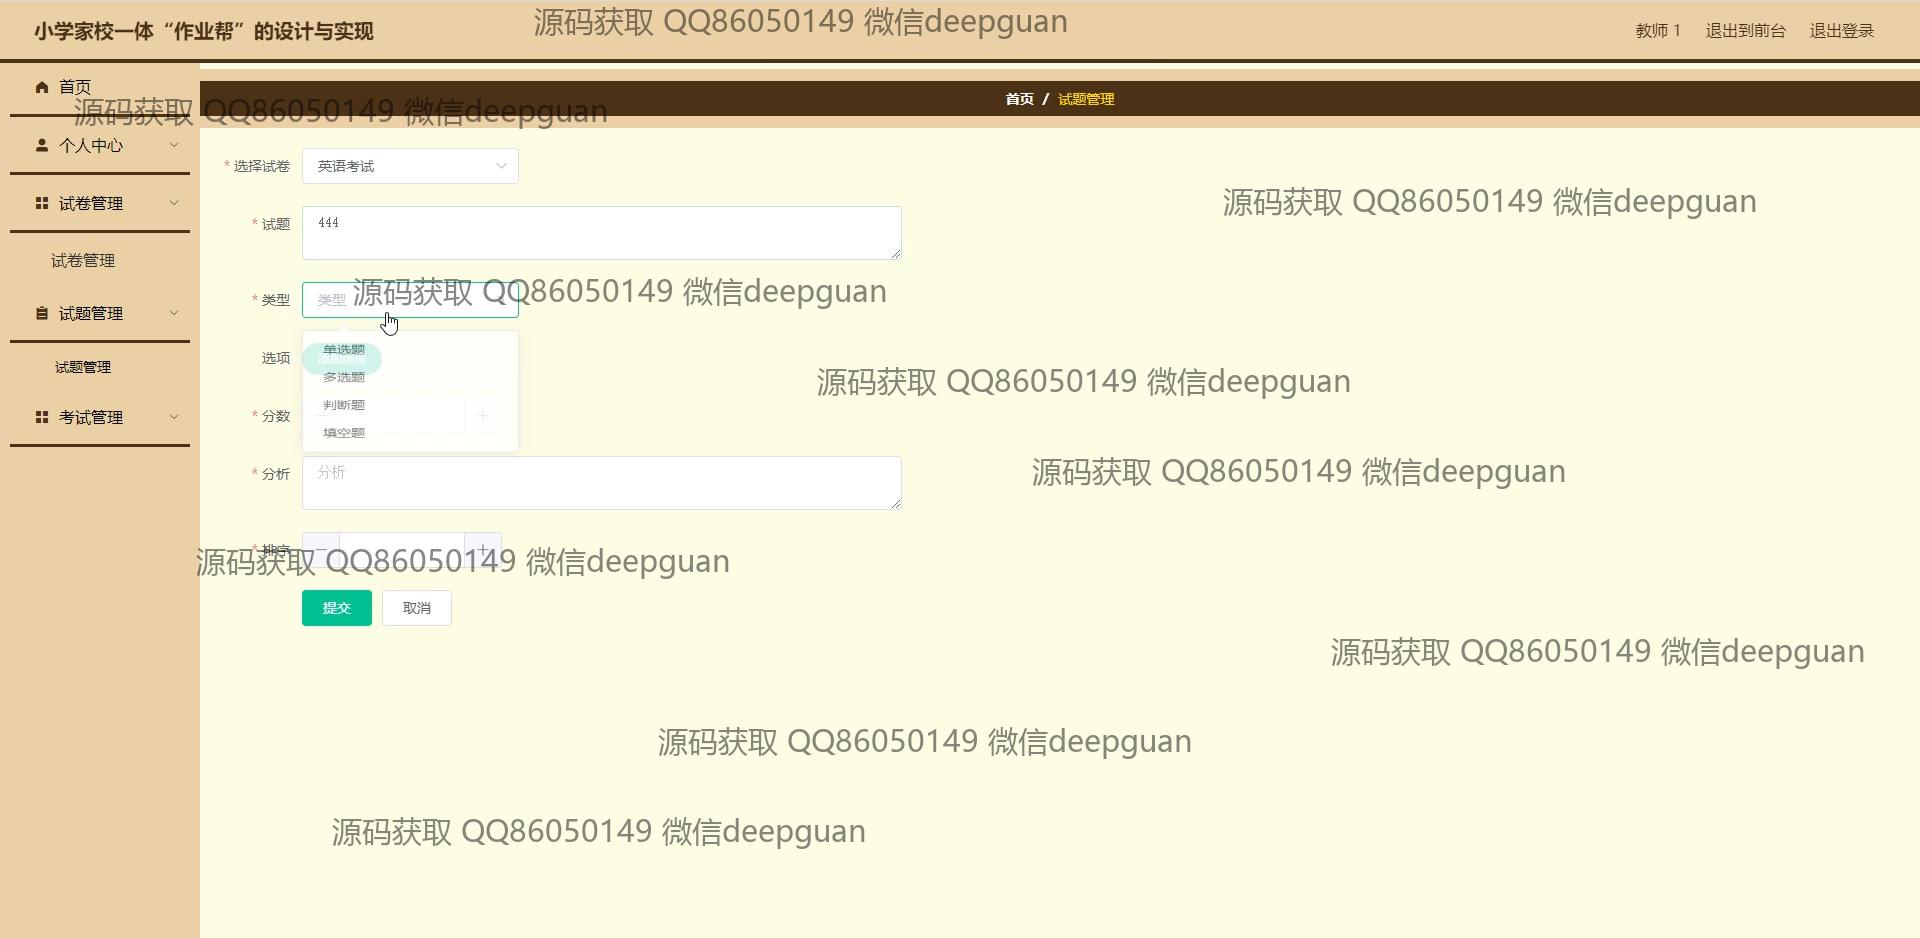 小学家校一体“作业帮”的设计与实现
源码获取 QQ86050149 微信deepguan
教师 1
退出到前台
退出登录
首页
首页 / 试题管理
源码获取 QQ86050149 微信deepguan
个人中心
* 选择试卷
英语考试
试卷管理
源码获取 QQ86050149 微信deepguan
* 试题
444
试卷管理
* 类型
类型
源码获取 QQ86050149 微信deepguan
试题管理
选项
单选题
试题管理
多选题
源码获取 QQ86050149 微信deepguan
判断题
* 分数
考试管理
填空题
* 分析
分析
源码获取 QQ86050149 微信deepguan
* 排序
源码获取 QQ86050149 微信deepguan
提交
取消
源码获取 QQ86050149 微信deepguan
源码获取 QQ86050149 微信deepguan
源码获取 QQ86050149 微信deepguan